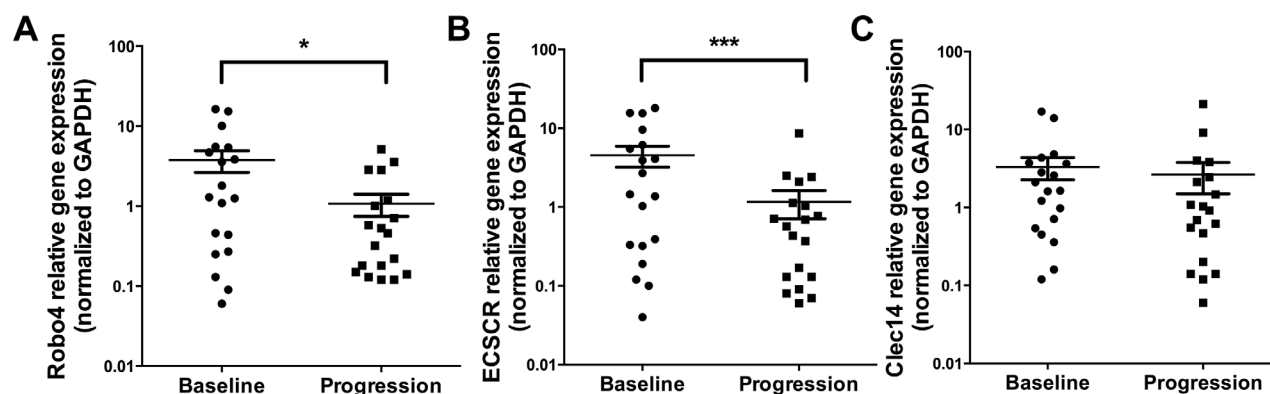 A
Robo4 relative gene expression
(normalized to GAPDH)
100
10
1
0.1
0.01
*
Baseline
Progression
B
ECSCR relative gene expression
(normalized to GAPDH)
100
10
1
0.1
0.01
***
Baseline
Progression
C
Clec14 relative gene expression
(normalized to GAPDH)
100
10
1
0.1
0.01
Baseline
Progression